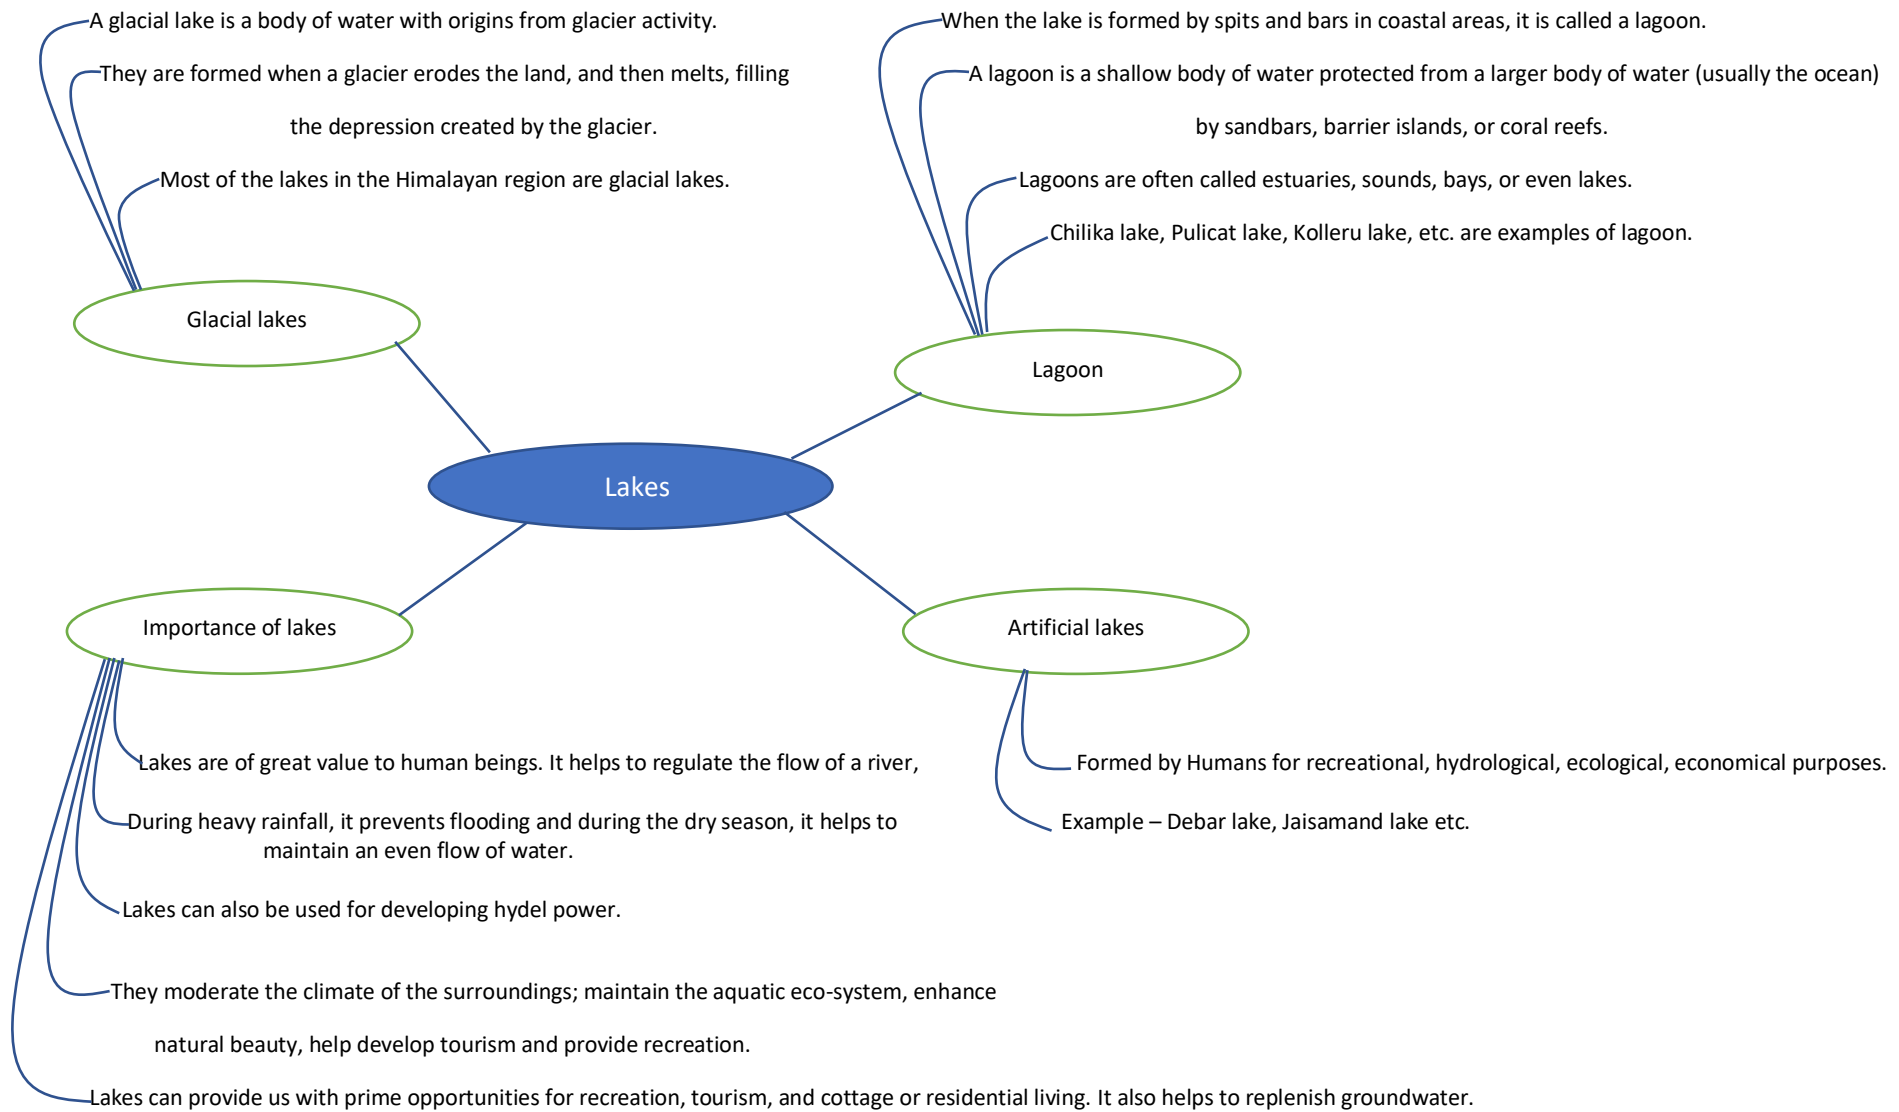 A glacial lake is a body of water with origins from glacier activity.
They are formed when a glacier erodes the land, and then melts, filling
the depression created by the glacier.
Most of the lakes in the Himalayan region are glacial lakes.
Glacial lakes
When the lake is formed by spits and bars in coastal areas, it is called a lagoon.
A lagoon is a shallow body of water protected from a larger body of water (usually the ocean)
by sandbars, barrier islands, or coral reefs.
Lagoons are often called estuaries, sounds, bays, or even lakes.
Chilika lake, Pulicat lake, Kolleru lake, etc. are examples of lagoon.
Lagoon
Lakes
Importance of lakes
Lakes are of great value to human beings. It helps to regulate the flow of a river,
During heavy rainfall, it prevents flooding and during the dry season, it helps to
maintain an even flow of water.
Lakes can also be used for developing hydel power.
They moderate the climate of the surroundings; maintain the aquatic eco-system, enhance
natural beauty, help develop tourism and provide recreation.
Lakes can provide us with prime opportunities for recreation, tourism, and cottage or residential living. It also helps to replenish groundwater.
Artificial lakes
Formed by Humans for recreational, hydrological, ecological, economical purposes.
Example – Debar lake, Jaisamand lake etc.